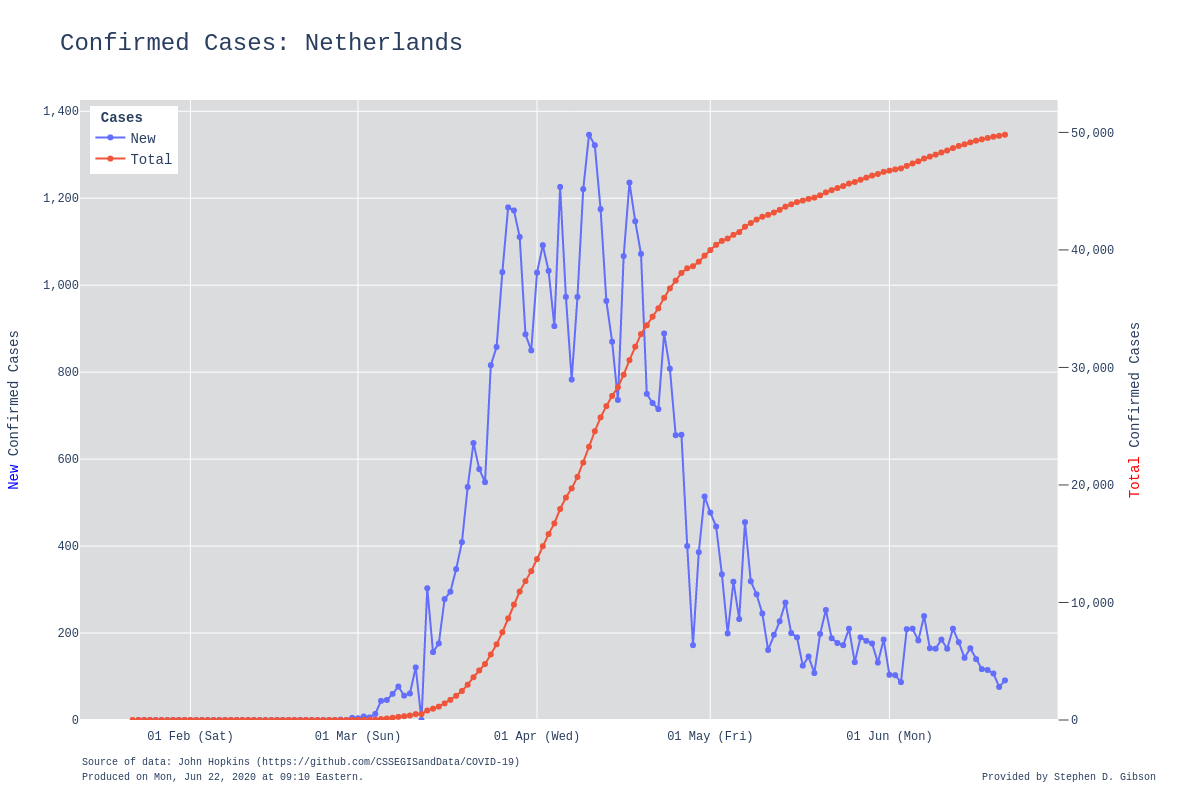 Confirmed Cases: Netherlands
Cases
New
Total
1,400
1,200
1,000
800
600
400
200
0
50,000
40,000
30,000
20,000
10,000
0
New Confirmed Cases
Total Confirmed Cases
01 Feb (Sat)
01 Mar (Sun)
01 Apr (Wed)
01 May (Fri)
01 Jun (Mon)
Source of data: John Hopkins (https://github.com/CSSEGISandData/COVID-19)
Produced on Mon, Jun 22, 2020 at 09:10 Eastern.
Provided by Stephen D. Gibson